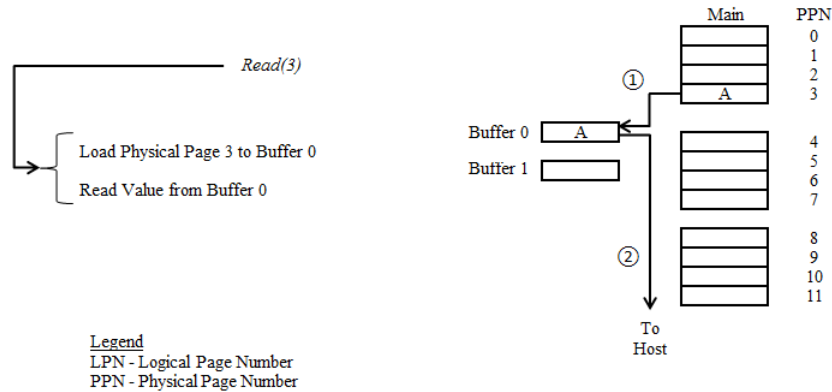 Main PPN
0
1
Read(3)
2
①
A 3
Buffer 0 A
4
Load Physical Page 3 to Buffer 0
5
Buffer 1
6
Read Value from Buffer 0
7
8
②
9
10
11
To
Host
Legend
LPN - Logical Page Number
PPN - Physical Page Number